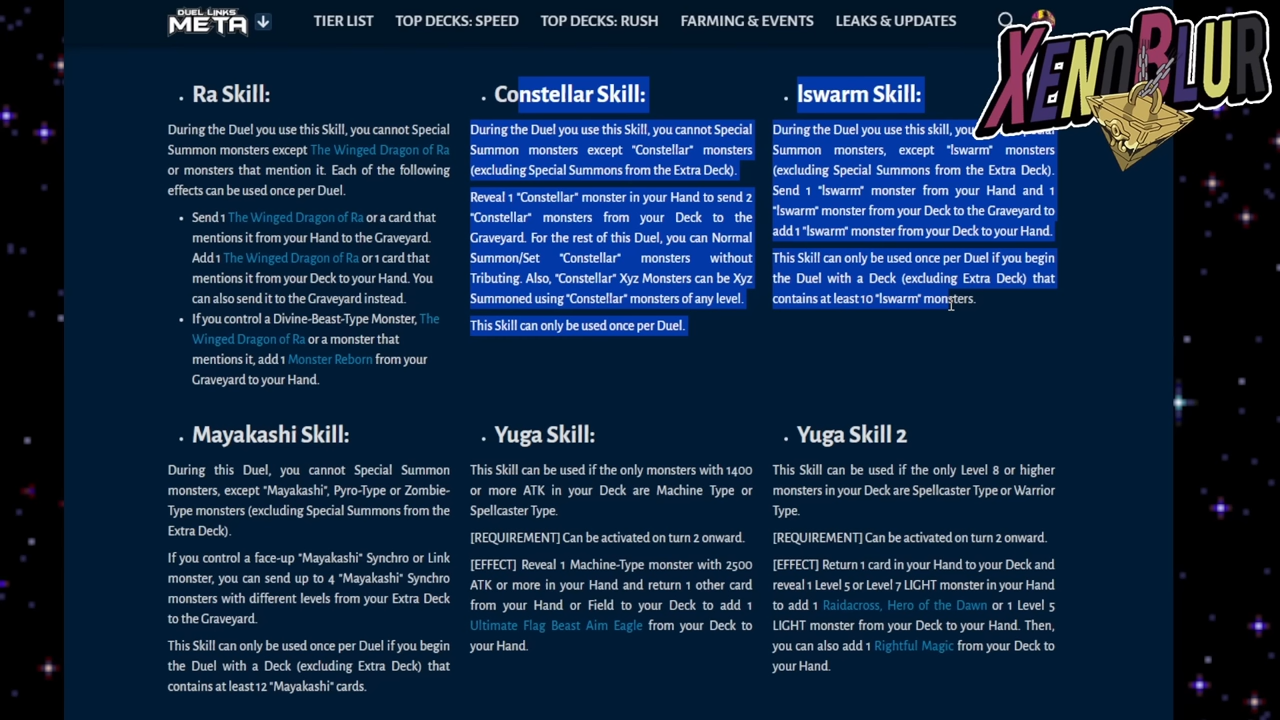 DUEL LINKS
META
TIER LIST
TOP DECKS: SPEED
TOP DECKS: RUSH
FARMING & EVENTS
LEAKS & UPDATES
XENOBLUR
Ra Skill:
During the Duel you use this Skill, you cannot Special
Summon monsters except The Winged Dragon of Ra
or monsters that mention it. Each of the following
effects can be used once per Duel.
Send 1 The Winged Dragon of Ra or a card that
mentions it from your Hand to the Graveyard.
Add 1 The Winged Dragon of Ra or 1 card that
mentions it from your Deck to your Hand. You
can also send it to the Graveyard instead.
If you control a Divine-Beast-Type Monster, The
Winged Dragon of Ra or a monster that
mentions it, add 1 Monster Reborn from your
Graveyard to your Hand.
Constellar Skill:
During the Duel you use this Skill, you cannot Special
Summon monsters except "Constellar" monsters
(excluding Special Summons from the Extra Deck).
Reveal 1 "Constellar" monster in your Hand to send 2
"Constellar" monsters from your Deck to the
Graveyard. For the rest of this Duel, you can Normal
Summon/Set "Constellar" monsters without
Tributing. Also, "Constellar" Xyz Monsters can be Xyz
Summoned using "Constellar" monsters of any level.
This Skill can only be used once per Duel.
lswarm Skill:
During the Duel you use this skill,
Summon monsters, except "lswarm" monsters
(excluding Special Summons from the Extra Deck).
Send 1 "lswarm" monster from your Hand and 1
"lswarm" monster from your Deck to the Graveyard to
add 1 "lswarm" monster from your Deck to your Hand.
This Skill can only be used once per Duel if you begin
the Duel with a Deck (excluding Extra Deck) that
contains at least 10 "lswarm" monsters.
Mayakashi Skill:
During this Duel, you cannot Special Summon
monsters, except "Mayakashi", Pyro-Type or Zombie-
Type monsters (excluding Special Summons from the
Extra Deck).
If you control a face-up "Mayakashi" Synchro or Link
monster, you can send up to 4 "Mayakashi" Synchro
monsters with different levels from your Extra Deck
to the Graveyard.
This Skill can only be used once per Duel if you begin
the Duel with a Deck (excluding Extra Deck) that
contains at least 12 "Mayakashi" cards.
Yuga Skill:
This Skill can be used if the only monsters with 1400
or more ATK in your Deck are Machine Type or
Spellcaster Type.
[REQUIREMENT] Can be activated on turn 2 onward.
[EFFECT] Reveal 1 Machine-Type monster with 2500
ATK or more in your Hand and return 1 other card
from your Hand or Field to your Deck to add 1
Ultimate Flag Beast Aim Eagle from your Deck to
your Hand.
Yuga Skill 2
This Skill can be used if the only Level 8 or higher
monsters in your Deck are Spellcaster Type or Warrior
Type.
[REQUIREMENT] Can be activated on turn 2 onward.
[EFFECT] Return 1 card in your Hand to your Deck and
reveal 1 Level 5 or Level 7 LIGHT monster in your Hand
to add 1 Raidacross, Hero of the Dawn or 1 Level 5
LIGHT monster from your Deck to your Hand. Then,
you can also add 1 Rightful Magic from your Deck to
your Hand.